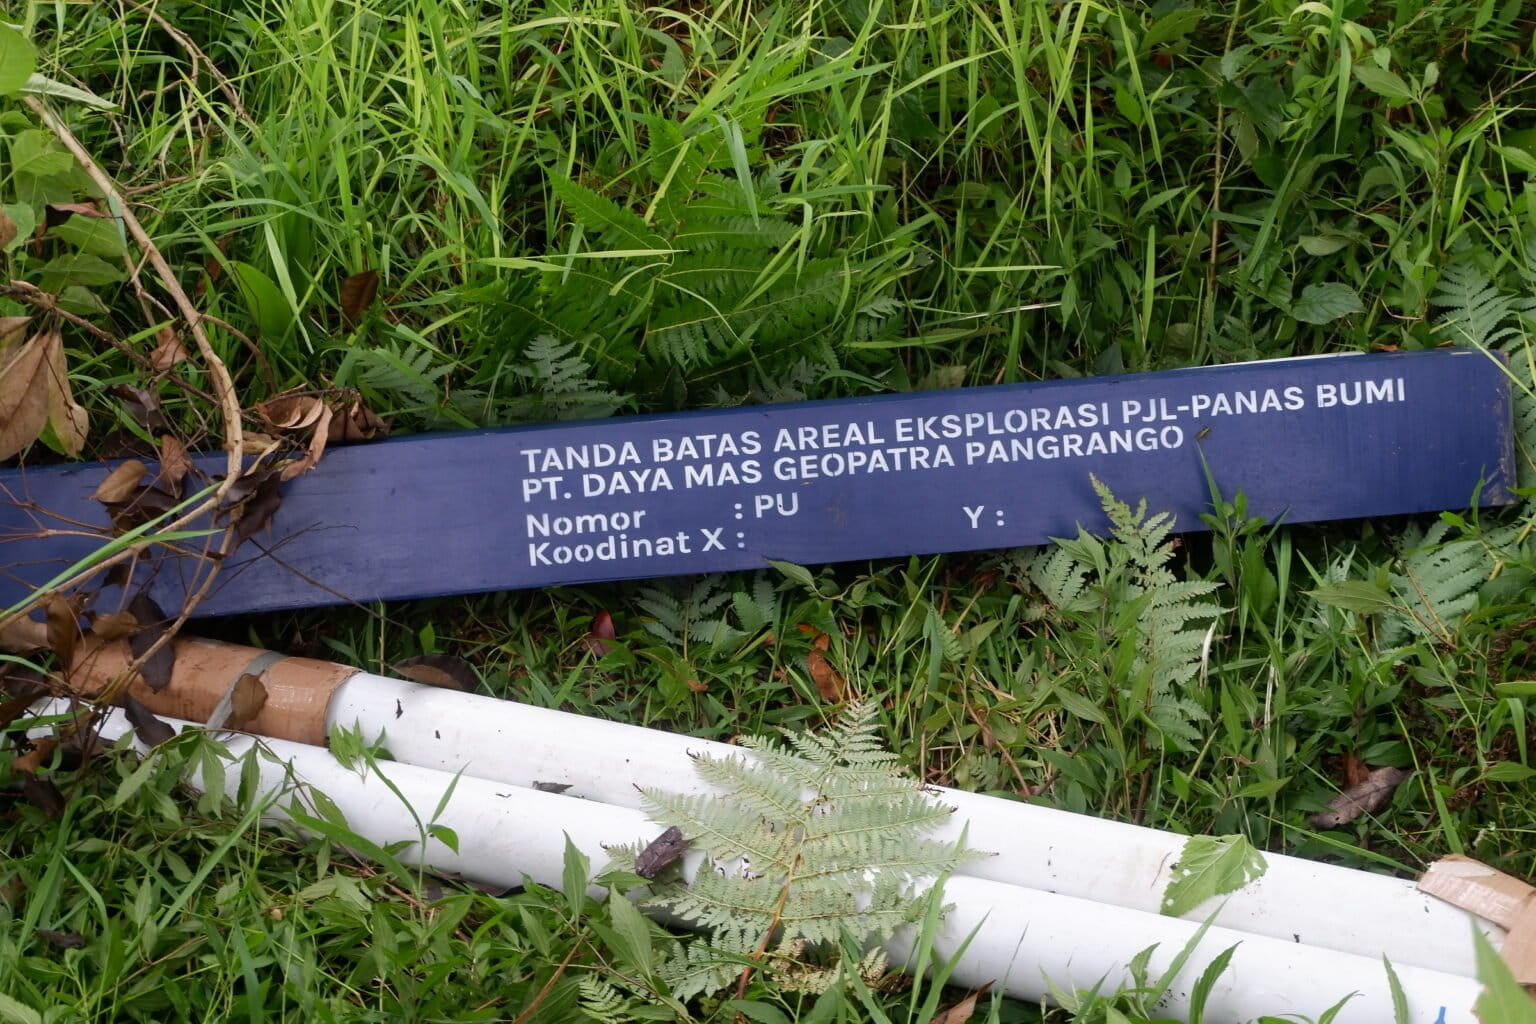 TANDA BATAS AREAL EKSPLORASI PJL-PANAS BUMI
PT. DAYA MAS GEOPATRA PANGRANGO
Nomor : PU
Koodinat X : Y :